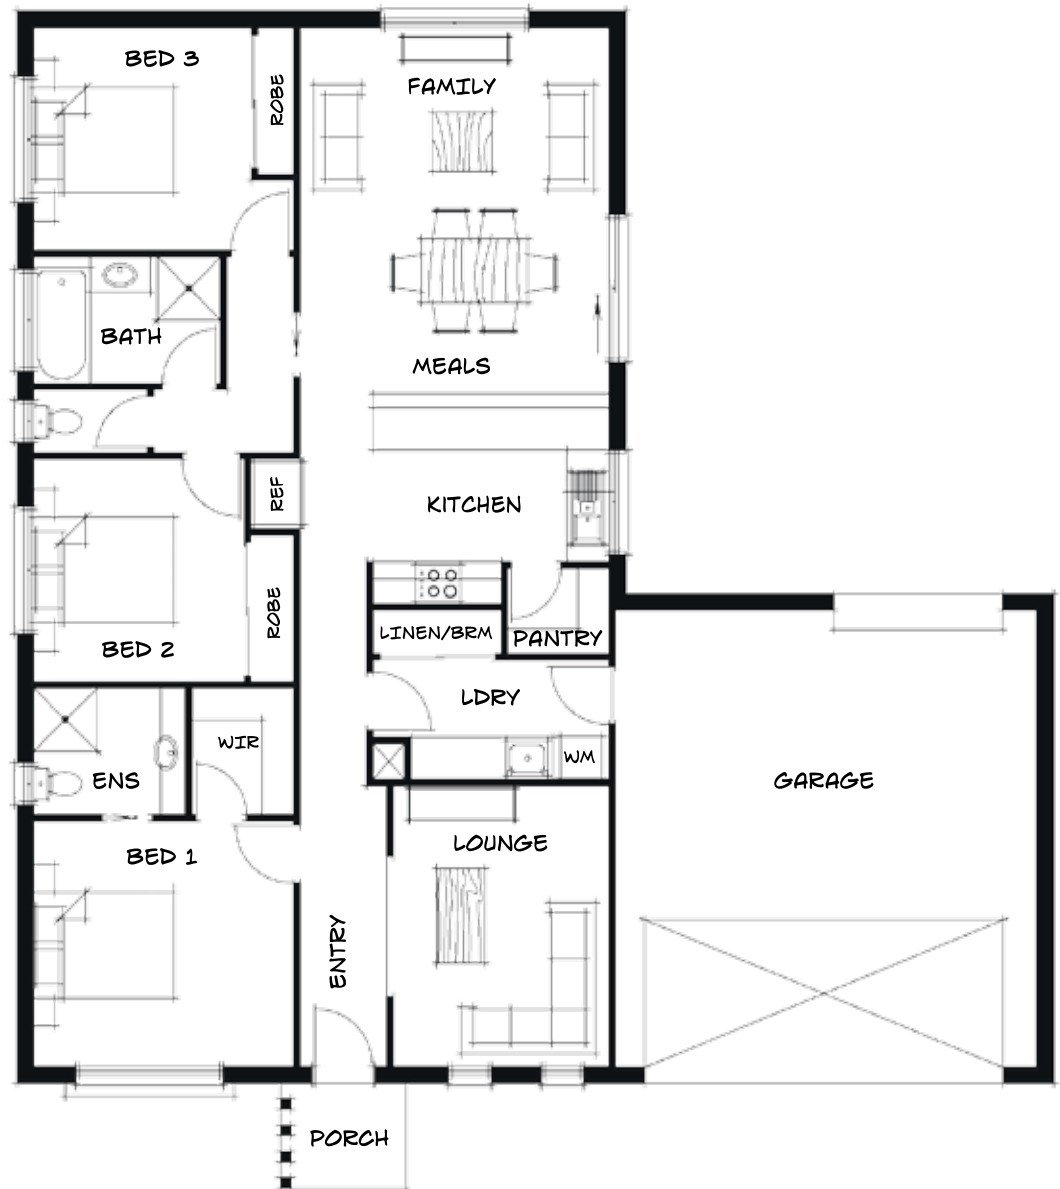 BED 3
ROBE
FAMILY
BATH
MEALS
REF
KITCHEN
ROBE
BED 2
LINEN/BRM
PANTRY
LDRY
WIR
WM
ENS
GARAGE
LOUNGE
BED 1
ENTRY
PORCH